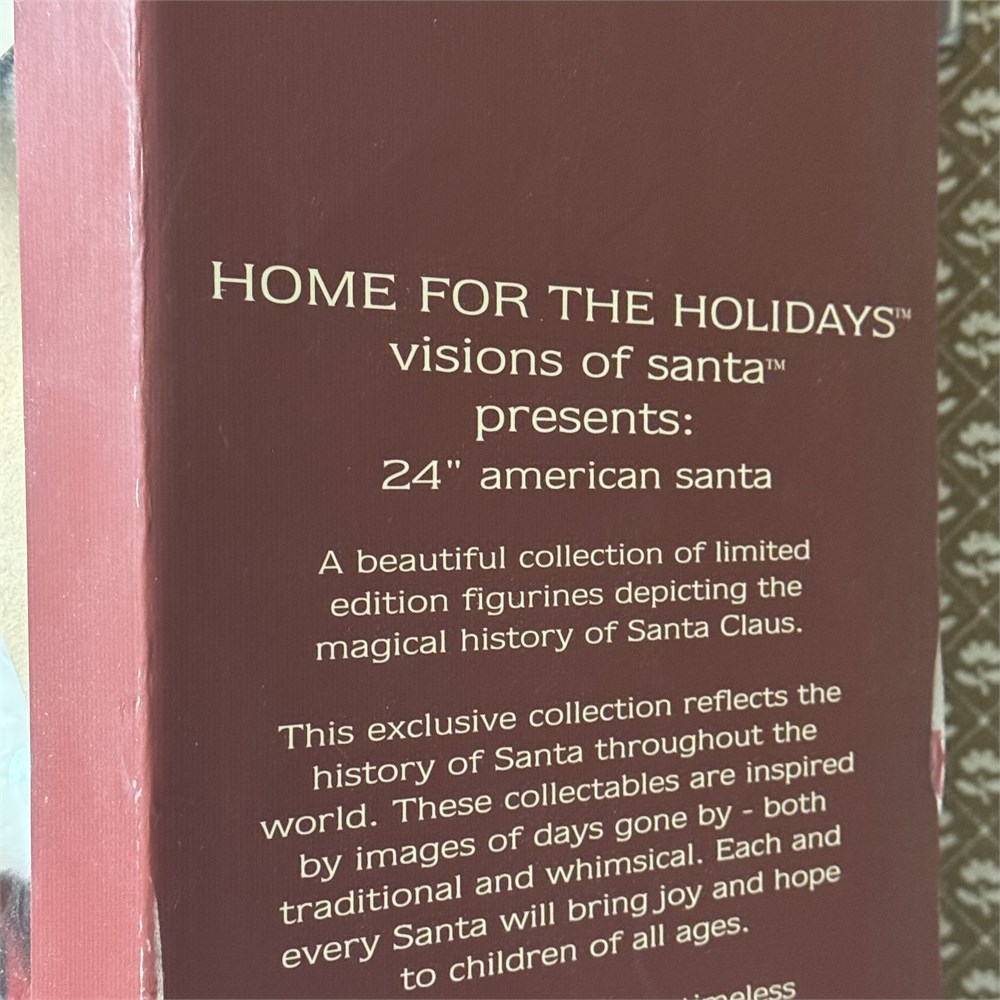 HOME FOR THE HOLIDAYS™
visions of santa™
presents:
24" american santa
A beautiful collection of limited
edition figurines depicting the
magical history of Santa Claus.
This exclusive collection reflects the
history of Santa throughout the
world. These collectables are inspired
by images of days gone by - both
traditional and whimsical. Each and
every Santa will bring joy and hope
to children of all ages.